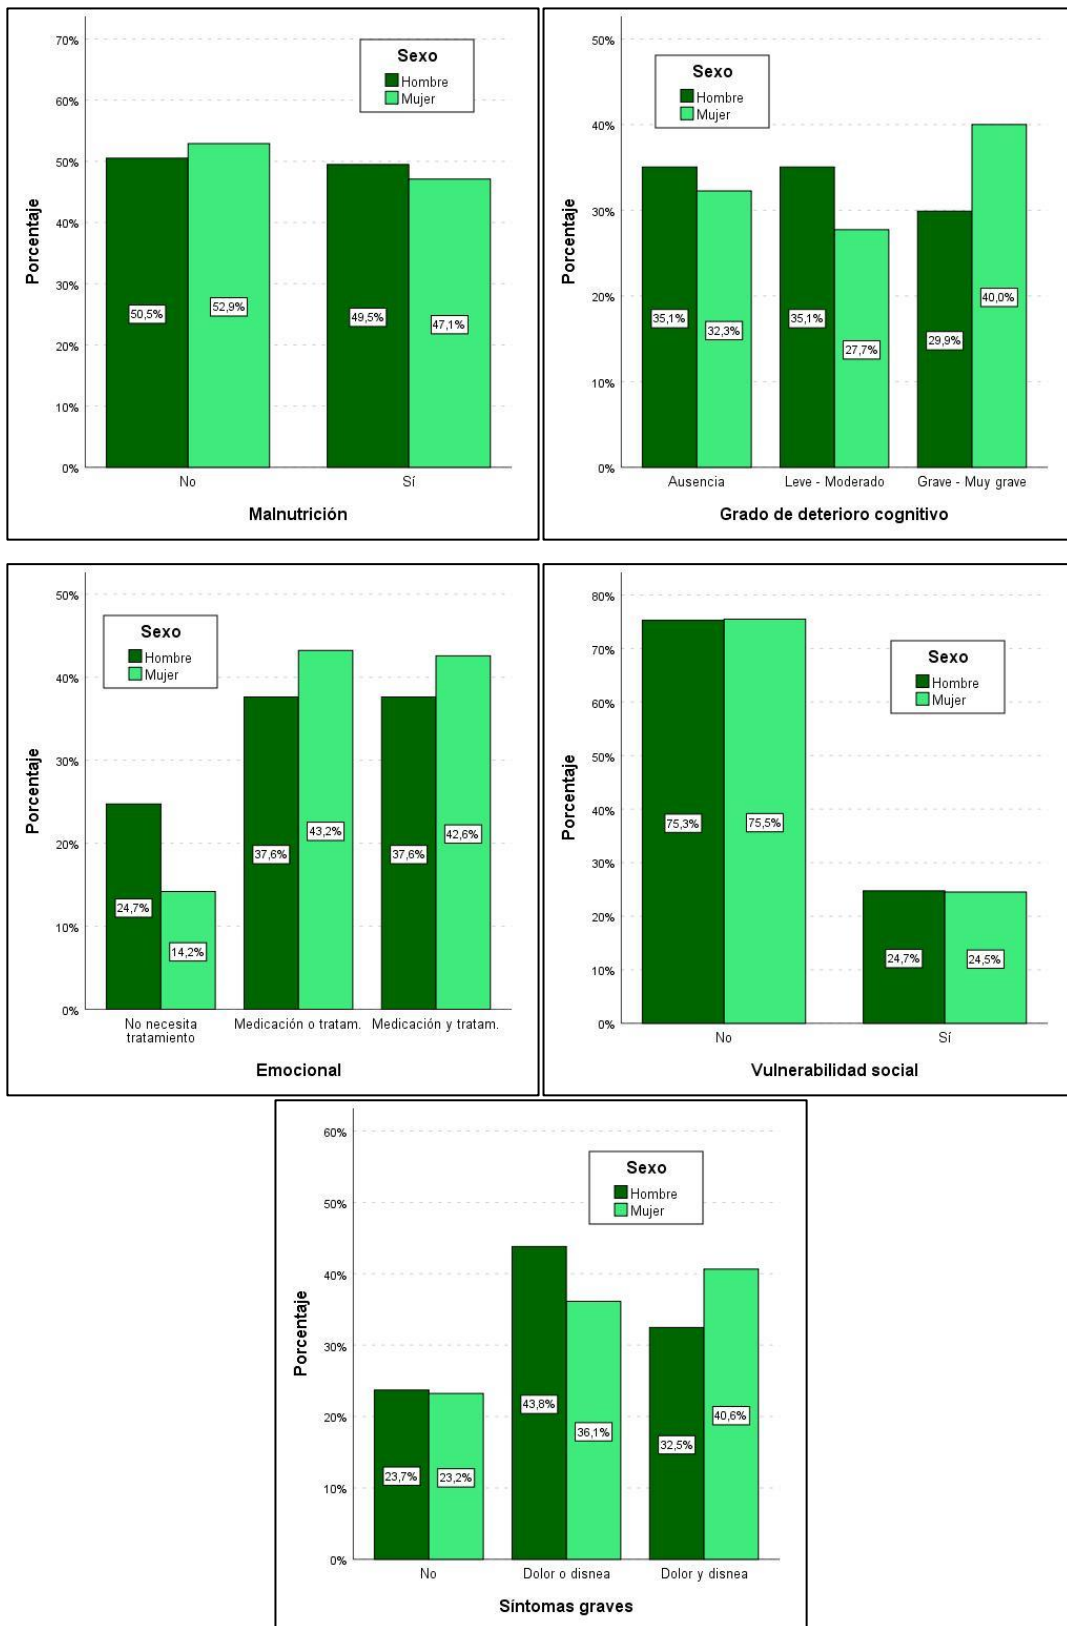 70%
60%
50%
40%
30%
20%
10%
0%
Porcentaje
Sexo
Hombre
Mujer
50,5%
52,9%
49,5%
47,1%
No
Sí
Malnutrición
50%
40%
30%
20%
10%
0%
Porcentaje
Sexo
Hombre
Mujer
35,1%
32,3%
35,1%
27,7%
29,9%
40,0%
Ausencia
Leve - Moderado
Grave - Muy grave
Grado de deterioro cognitivo
50%
40%
30%
20%
10%
0%
Porcentaje
Sexo
Hombre
Mujer
24,7%
14,2%
37,6%
43,2%
37,6%
42,6%
No necesita
tratamiento
Medicación o tratam.
Medicación y tratam.
Emocional
80%
70%
60%
50%
40%
30%
20%
10%
0%
Porcentaje
Sexo
Hombre
Mujer
75,3%
75,5%
24,7%
24,5%
No
Sí
Vulnerabilidad social
60%
50%
40%
30%
20%
10%
0%
Porcentaje
Sexo
Hombre
Mujer
23,7%
23,2%
43,8%
36,1%
32,5%
40,6%
No
Dolor o disnea
Dolor y disnea
Síntomas graves